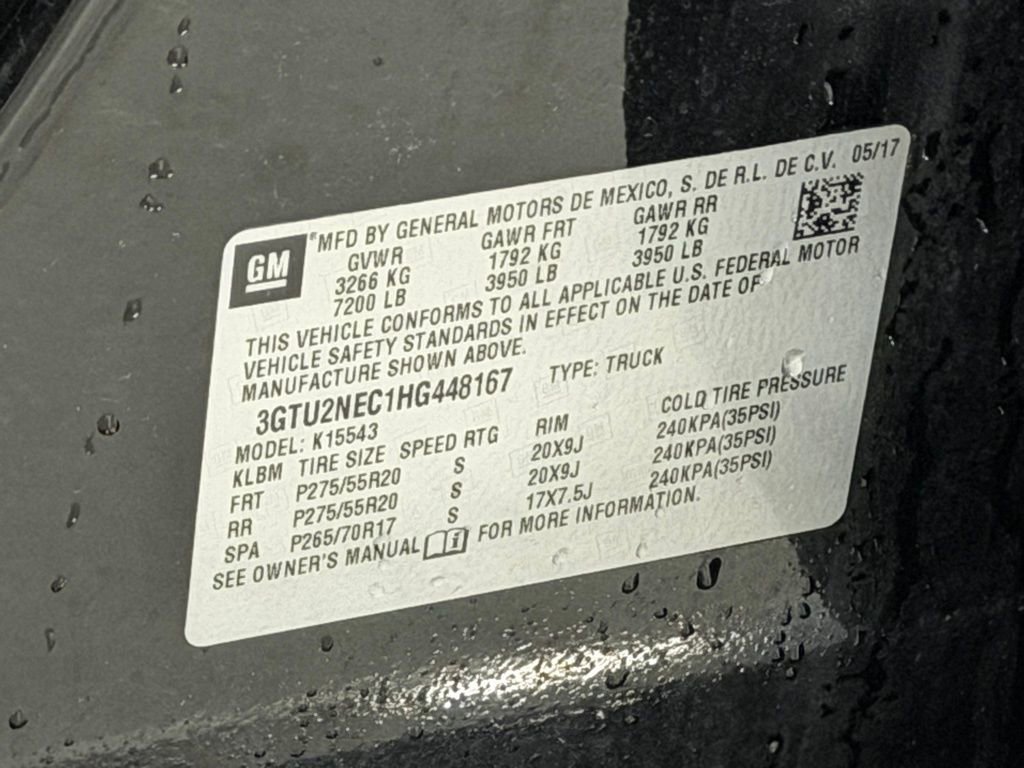 GM ® MFD BY GENERAL MOTORS DE MEXICO, S. DE R.L. DE C.V. 05/17
GVWR GAWR FRT GAWR RR
3266 KG 1792 KG 1792 KG
7200 LB 3950 LB 3950 LB
THIS VEHICLE CONFORMS TO ALL APPLICABLE U.S. FEDERAL MOTOR
VEHICLE SAFETY STANDARDS IN EFFECT ON THE DATE OF
MANUFACTURE SHOWN ABOVE.
3GTU2NEC1HG448167 TYPE: TRUCK
MODEL: K15543
KLBM TIRE SIZE SPEED RTG RIM COLD TIRE PRESSURE
FRT P275/55R20 S 20X9J 240KPA(35PSI)
RR P275/55R20 S 20X9J 240KPA(35PSI)
SPA P265/70R17 S 17X7.5J 240KPA(35PSI)
SEE OWNER'S MANUAL FOR MORE INFORMATION.